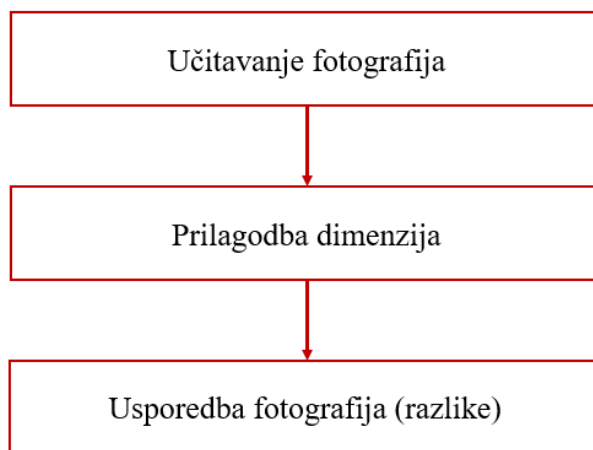 Učitavanje fotografija
Prilagodba dimenzija
Usporedba fotografija (razlike)